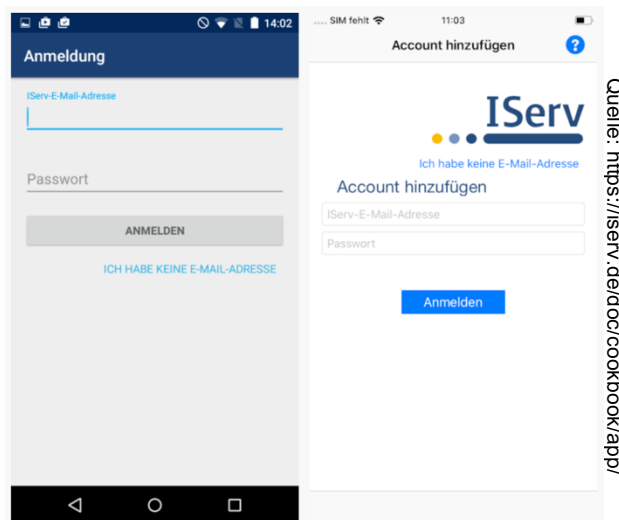 14:02
Anmeldung
IServ-E-Mail-Adresse
Passwort
ANMELDEN
ICH HABE KEINE E-MAIL-ADRESSE
.... SIM fehlt
11:03
Account hinzufügen
?
IServ
Ich habe keine E-Mail-Adresse
Account hinzufügen
IServ-E-Mail-Adresse
Passwort
Anmelden
Quelle: https://iserv.de/doc/cookbook/app/